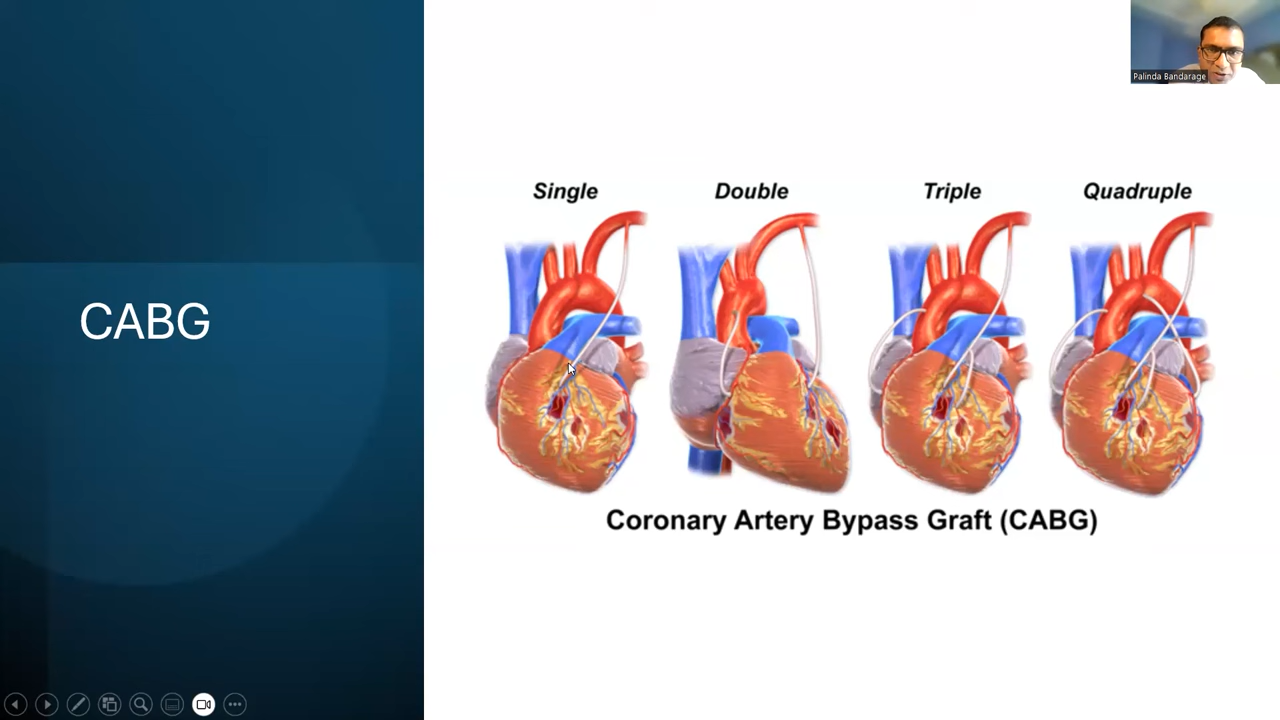 Palinda Bandarage
CABG
Single Double Triple Quadruple
Coronary Artery Bypass Graft (CABG)